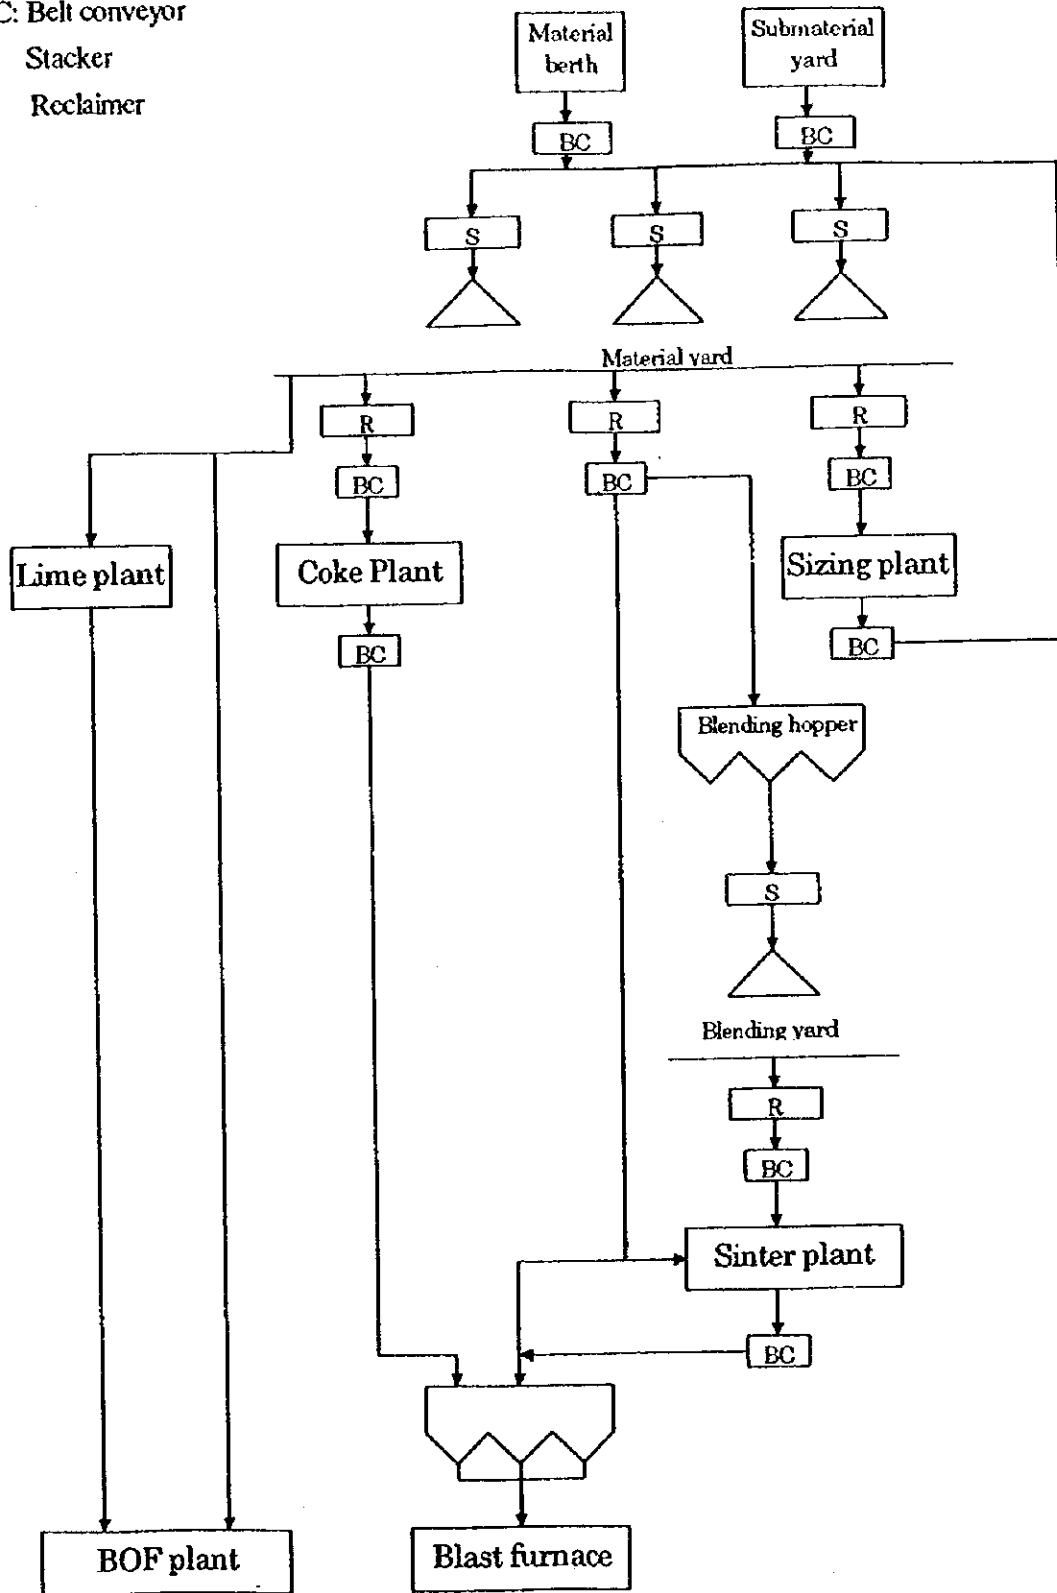 C: Belt conveyor
Stacker
Reclaimer
Material
berth
Submaterial
yard
BC
BC
S
S
S
Material yard
R
R
R
BC
BC
BC
Lime plant
Coke Plant
Sizing plant
BC
BC
Blending hopper
S
Blending yard
R
BC
Sinter plant
BC
BOF plant
Blast furnace